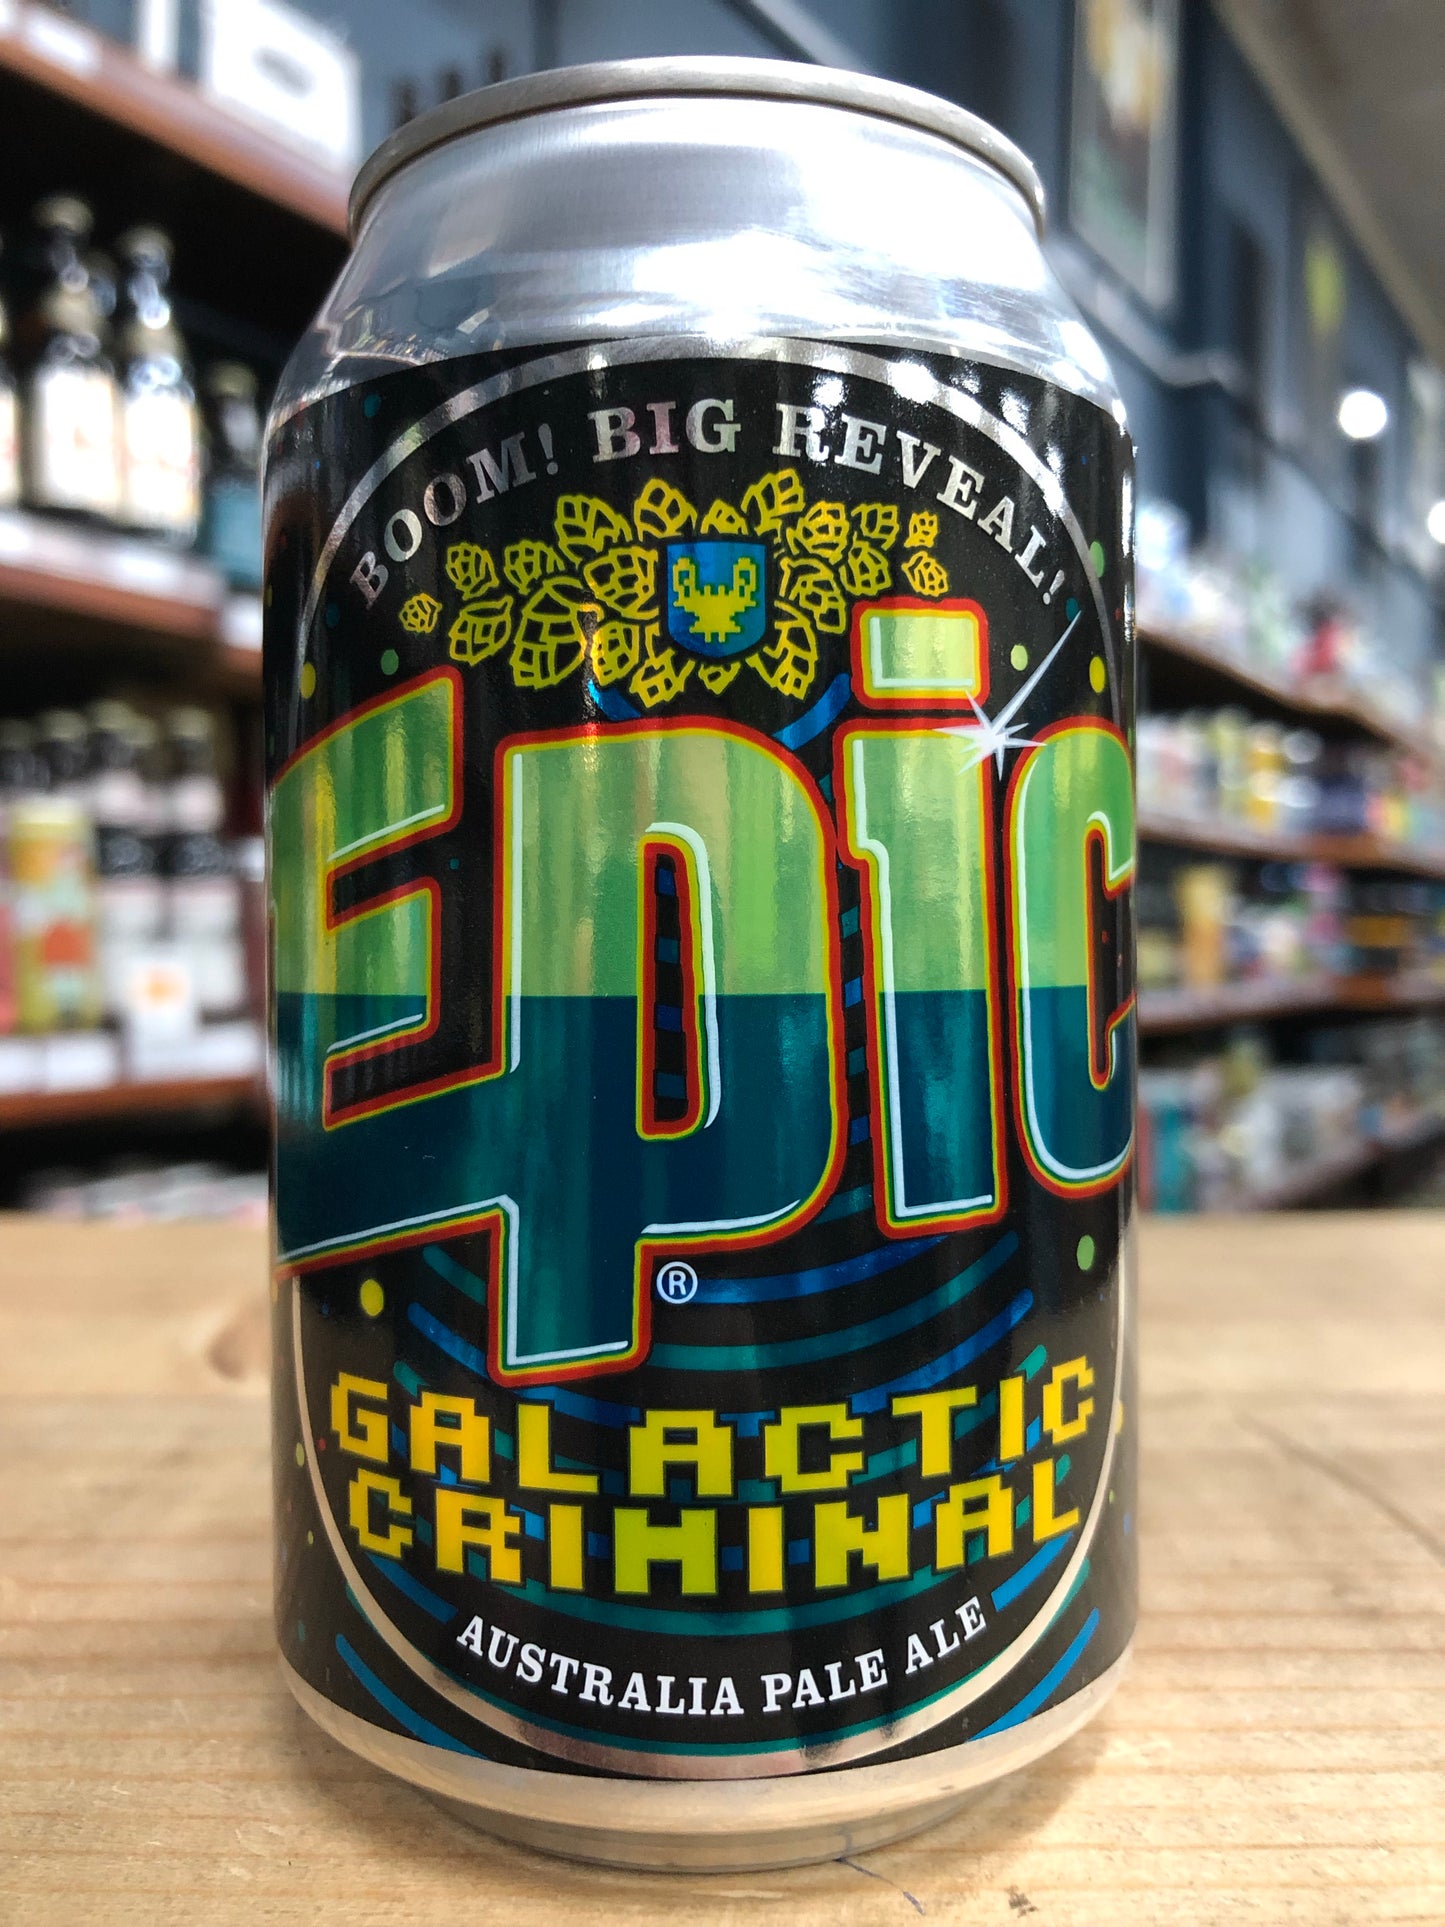 BOOM! BIG REVEAL!
Epic
®
GALACTIC
CRIMINAL
AUSTRALIA PALE ALE